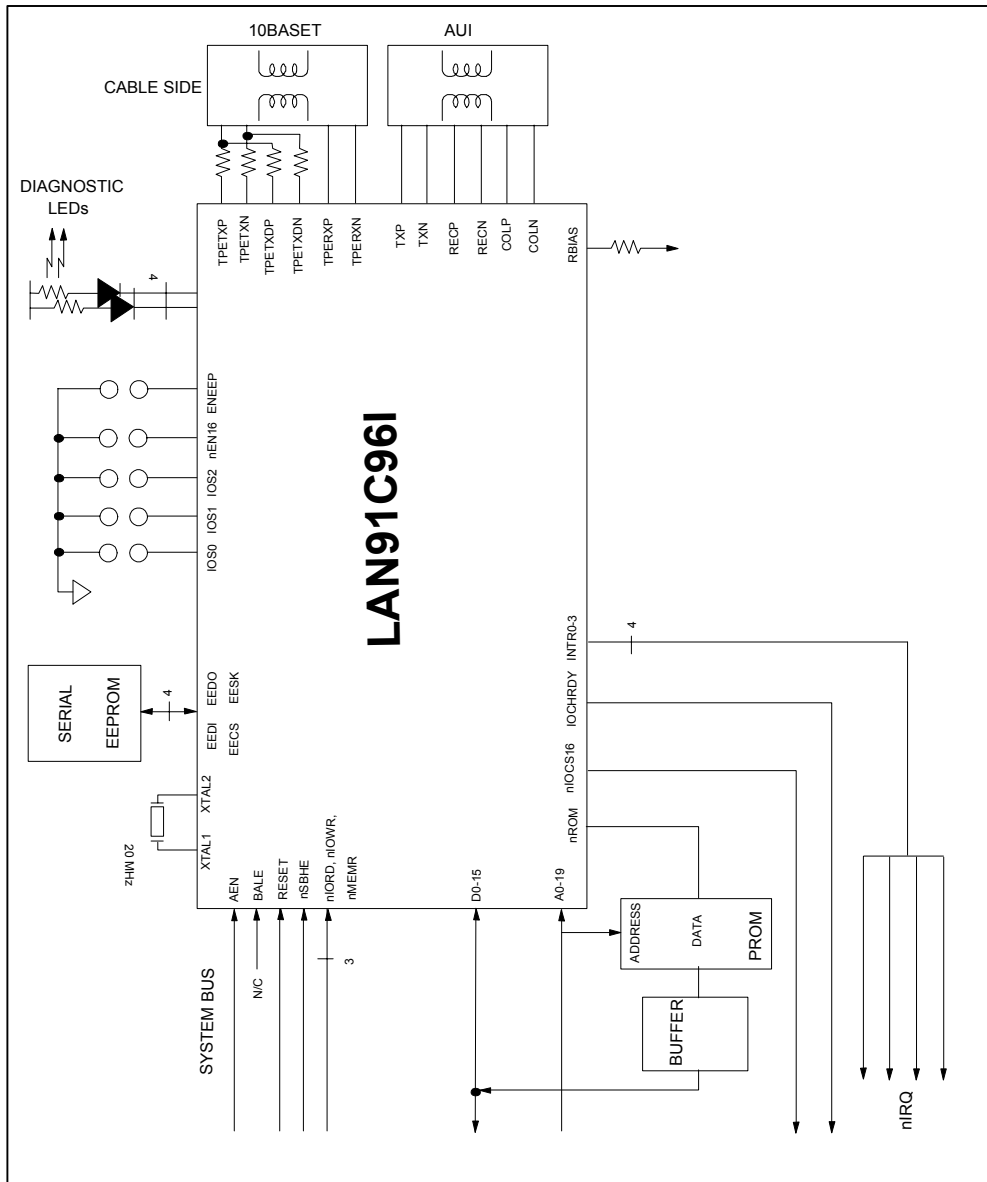 10BASET
AUI
CABLE SIDE
DIAGNOSTIC
LEDs
TPETXP
TPETXN
TPETXDP
TPETXDN
TPERXP
TPERXN
TXP
TXN
RECP
RECN
COLP
COLN
RBIAS
4
ENEEP
nEN16
IOS2
IOS1
IOS0
LAN91C96I
INTR0-3
4
IOCHRDY
nIOCS16
nROM
SERIAL
EEPROM
4
EEDO
EESK
EEDI
EECS
XTAL2
XTAL1
20 MHz
AEN
BALE
RESET
nSBHE
nIORD, nIOWR,
nMEMR
D0-15
A0-19
SYSTEM BUS
N/C
3
ADDRESS
DATA
PROM
BUFFER
nIRQ